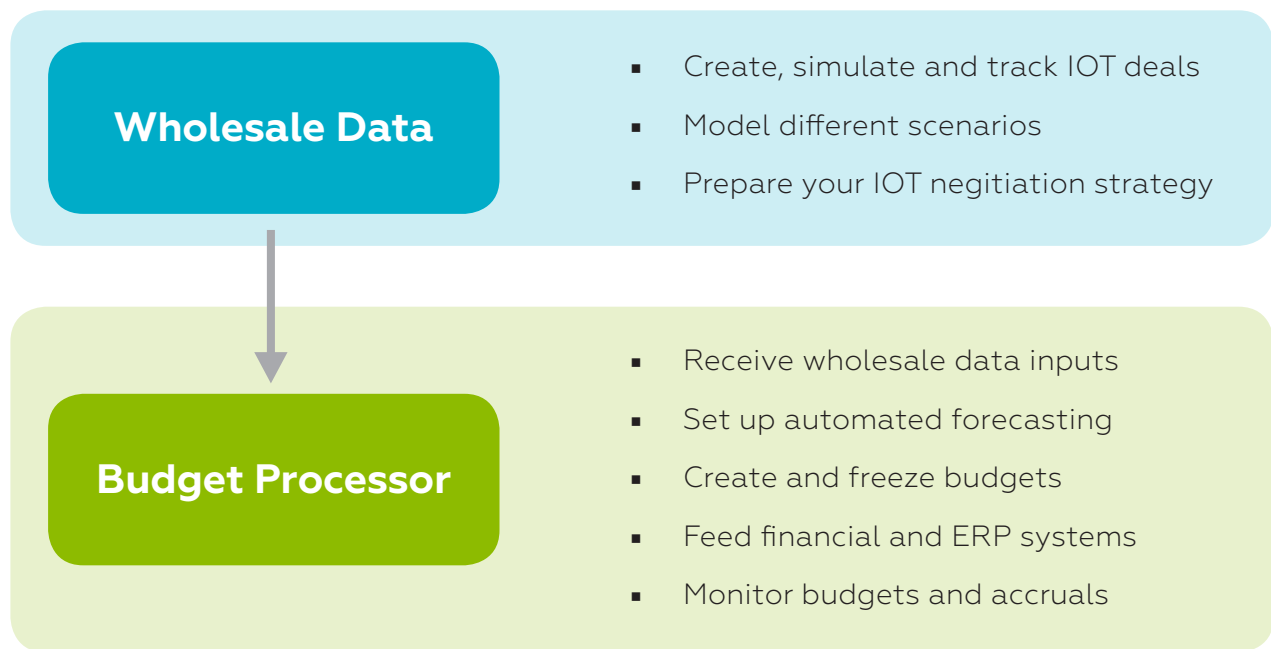 Wholesale Data
▪ Create, simulate and track IOT deals
▪ Model different scenarios
▪ Prepare your IOT negitiation strategy
Budget Processor
▪ Receive wholesale data inputs
▪ Set up automated forecasting
▪ Create and freeze budgets
▪ Feed financial and ERP systems
▪ Monitor budgets and accruals